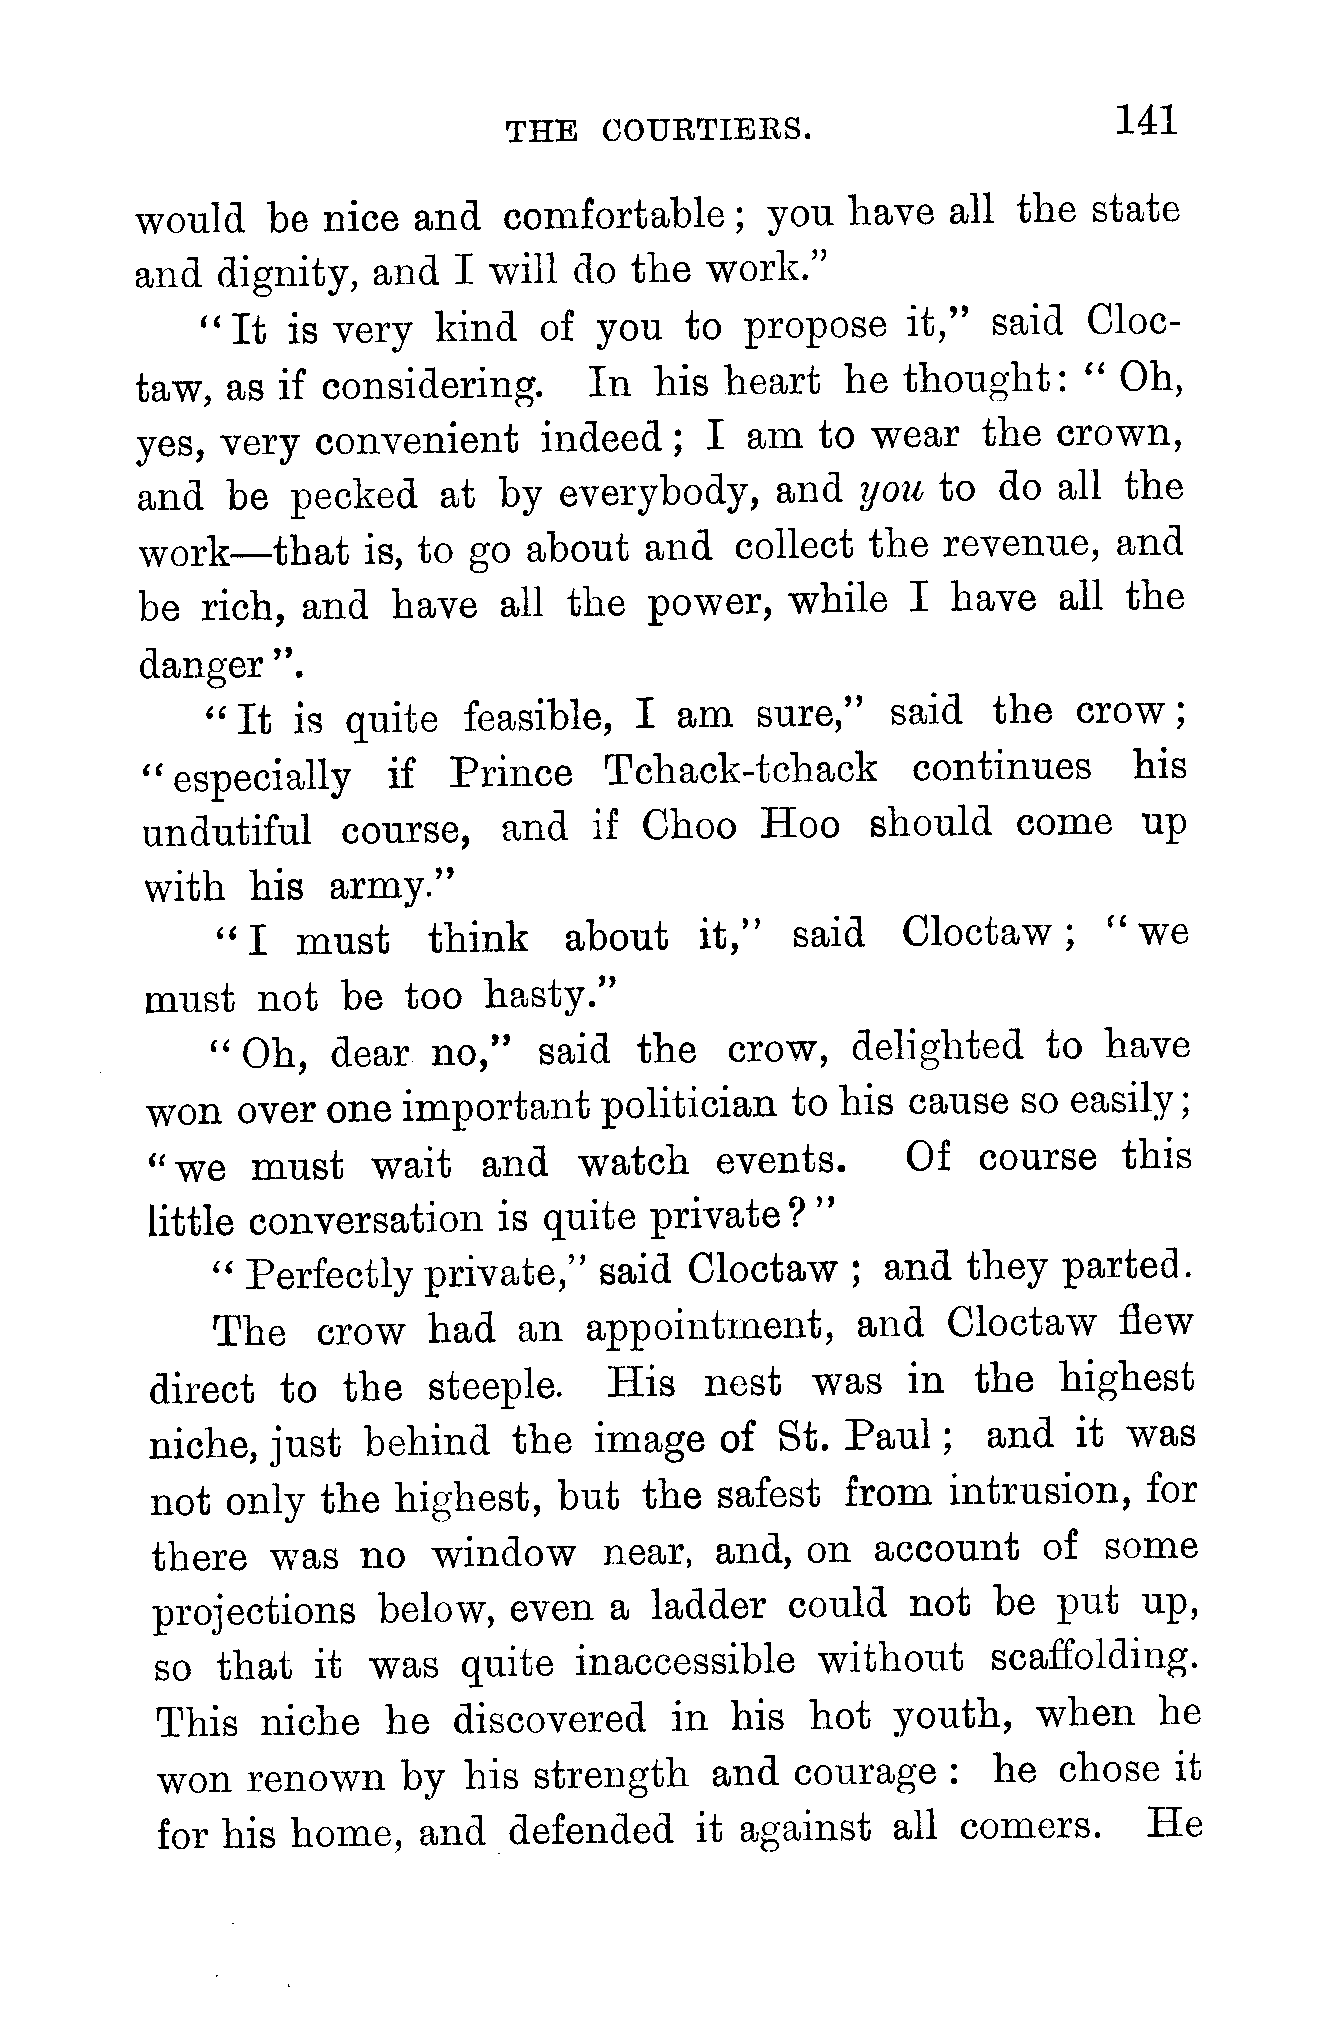 THE COURTIERS. 141
would be nice and comfortable; you have all the state
and dignity, and I will do the work."
"It is very kind of you to propose it," said Cloc-
taw, as if considering. In his heart he thought: "Oh,
yes, very convenient indeed; I am to wear the crown,
and be pecked at by everybody, and you to do all the
work—that is, to go about and collect the revenue, and
be rich, and have all the power, while I have all the
danger".
"It is quite feasible, I am sure," said the crow;
"especially if Prince Tchack-tchack continues his
undutiful course, and if Choo Hoo should come up
with his army."
"I must think about it," said Cloctaw; "we
must not be too hasty."
"Oh, dear no," said the crow, delighted to have
won over one important politician to his cause so easily;
"we must wait and watch events. Of course this
little conversation is quite private?"
"Perfectly private," said Cloctaw; and they parted.
The crow had an appointment, and Cloctaw flew
direct to the steeple. His nest was in the highest
niche, just behind the image of St. Paul; and it was
not only the highest, but the safest from intrusion, for
there was no window near, and, on account of some
projections below, even a ladder could not be put up,
so that it was quite inaccessible without scaffolding.
This niche he discovered in his hot youth, when he
won renown by his strength and courage: he chose it
for his home, and defended it against all comers. He